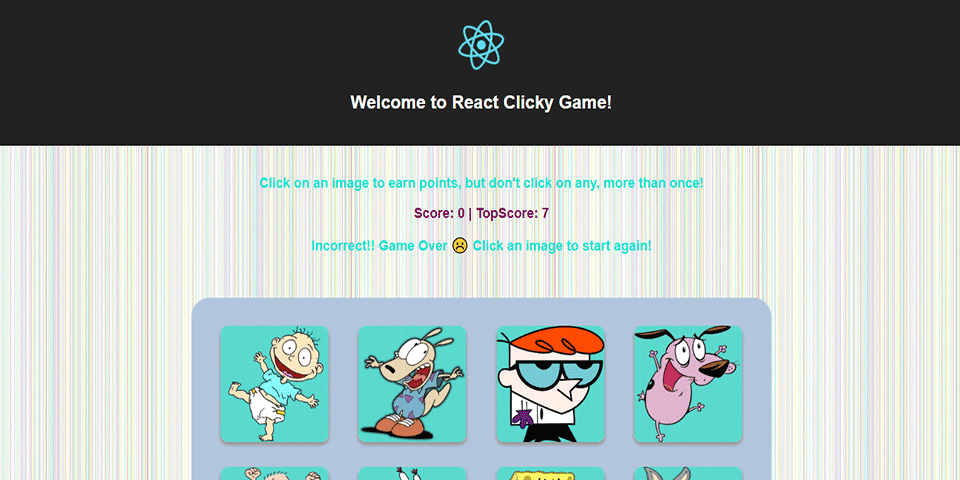 Welcome to React Clicky Game!
Click on an image to earn points, but don't click on any, more than once!
Score: 0 | TopScore: 7
Incorrect!! Game Over ☹️ Click an image to start again!